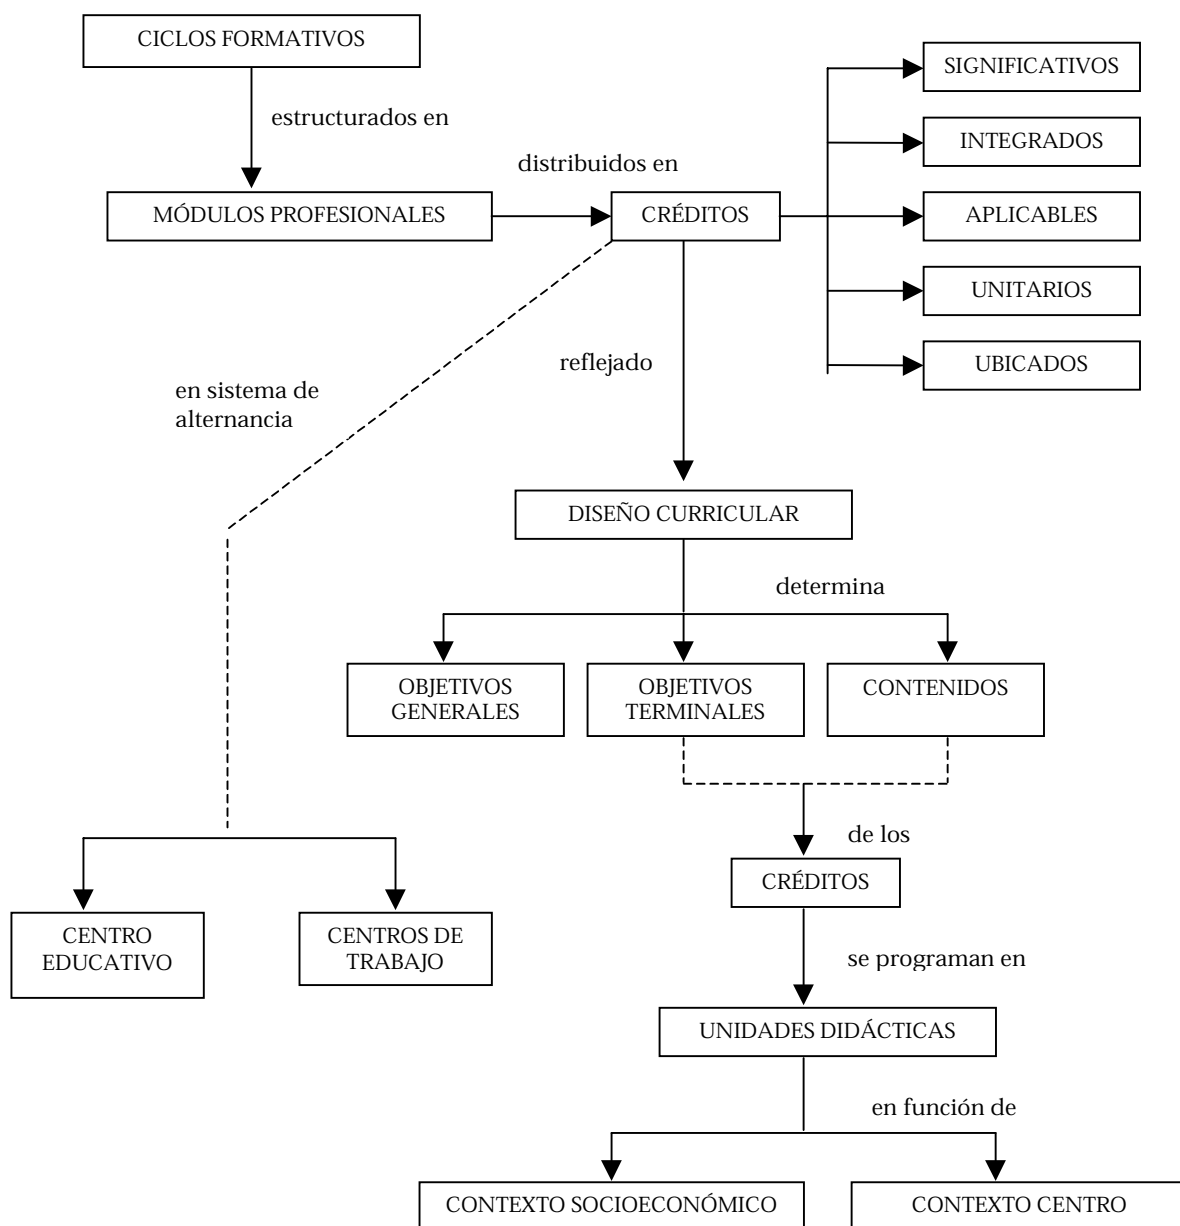 CICLOS FORMATIVOS
SIGNIFICATIVOS
estructurados en
INTEGRADOS
distribuidos en
MÓDULOS PROFESIONALES
CRÉDITOS
APLICABLES
UNITARIOS
reflejado
UBICADOS
en sistema de
alternancia
DISEÑO CURRICULAR
determina
OBJETIVOS
GENERALES
OBJETIVOS
TERMINALES
CONTENIDOS
de los
CRÉDITOS
CENTRO
EDUCATIVO
CENTROS DE
TRABAJO
se programan en
UNIDADES DIDÁCTICAS
en función de
CONTEXTO SOCIOECONÓMICO
CONTEXTO CENTRO